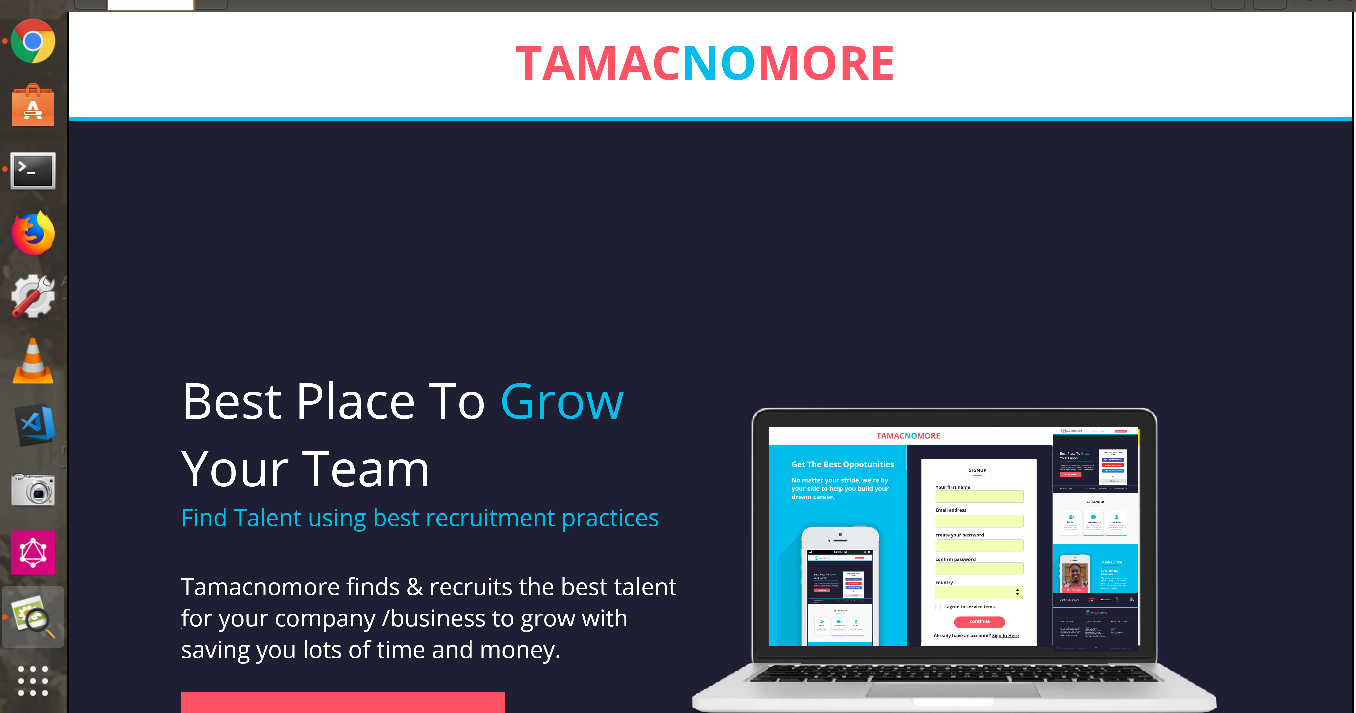 TAMACNOMORE
Best Place To Grow
Your Team
Find Talent using best recruitment practices
Tamacnomore finds & recruits the best talent
for your company /business to grow with
saving you lots of time and money.
TAMACNOMORE
Get The Best Oppotunities
No matter your stride, we're by
your side to help you build your
dream career.
SIGNUP
Your first name
Email address
create your password
confirm password
country
I agree to service terms
continue
Already have an account? Sign In Here